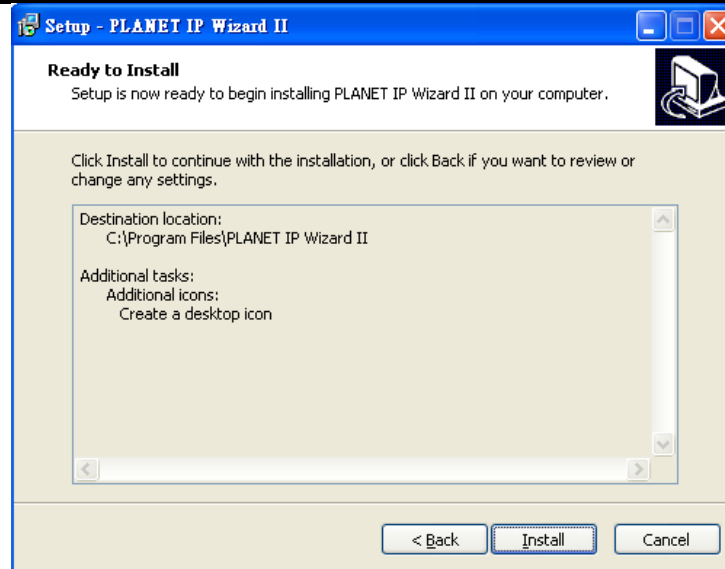 Setup - PLANET IP Wizard II
Ready to Install
Setup is now ready to begin installing PLANET IP Wizard II on your computer.
Click Install to continue with the installation, or click Back if you want to review or
change any settings.
Destination location:
C:\Program Files\PLANET IP Wizard II
Additional tasks:
Additional icons:
Create a desktop icon
< Back
Install
Cancel